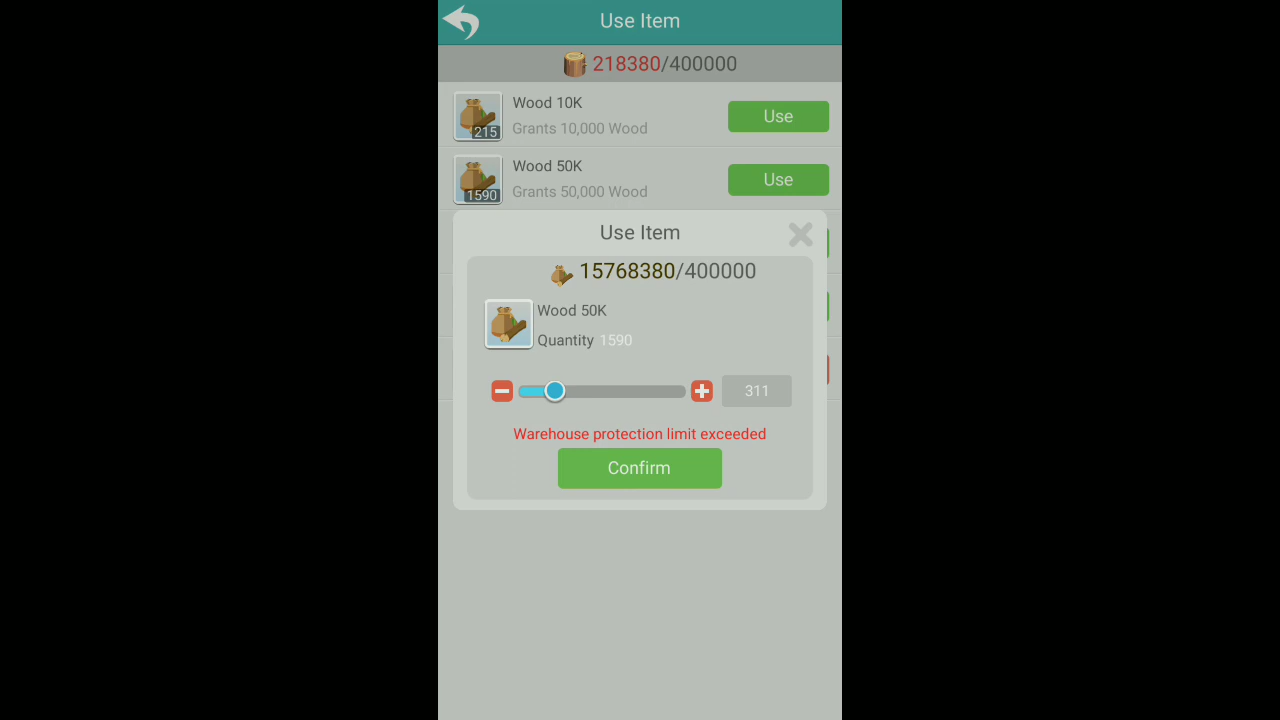 Use Item
218380/400000
Wood 10K
Grants 10,000 Wood
215
Use
Wood 50K
Grants 50,000 Wood
1590
Use
Use Item
15768380/400000
Wood 50K
Quantity 1590
311
Warehouse protection limit exceeded
Confirm